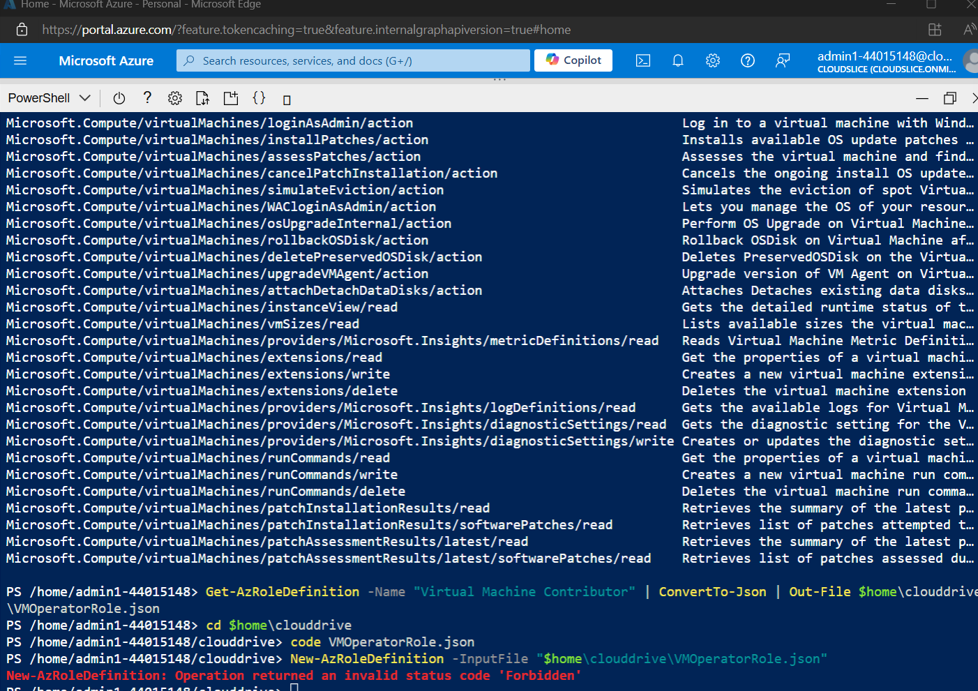 Home - Microsoft Azure - Personal - Microsoft Edge
https://portal.azure.com/?feature.tokencaching=true&feature.internalgraphapiversion=true#home
Microsoft Azure
Search resources, services, and docs (G+/)
Copilot
admin1-44015148@clo...
CLOUDSLICE (CLOUDSLICE.ONMI...
PowerShell
Microsoft.Compute/virtualMachines/loginAsAdmin/action Log in to a virtual machine with Wind…
Microsoft.Compute/virtualMachines/installPatches/action Installs available OS update patches …
Microsoft.Compute/virtualMachines/assessPatches/action Assesses the virtual machine and find…
Microsoft.Compute/virtualMachines/cancelPatchInstallation/action Cancels the ongoing install OS update…
Microsoft.Compute/virtualMachines/simulateEviction/action Simulates the eviction of spot Virtua…
Microsoft.Compute/virtualMachines/WACloginAsAdmin/action Lets you manage the OS of your resour…
Microsoft.Compute/virtualMachines/osUpgradeInternal/action Perform OS Upgrade on Virtual Machine…
Microsoft.Compute/virtualMachines/rollbackOSDisk/action Rollback OSDisk on Virtual Machine af…
Microsoft.Compute/virtualMachines/deletePreservedOSDisk/action Deletes PreservedOSDisk on the Virtua…
Microsoft.Compute/virtualMachines/upgradeVMAgent/action Upgrade version of VM Agent on Virtua…
Microsoft.Compute/virtualMachines/attachDetachDataDisks/action Attaches Detaches existing data disks…
Microsoft.Compute/virtualMachines/instanceView/read Gets the detailed runtime status of t…
Microsoft.Compute/virtualMachines/vmSizes/read Lists available sizes the virtual mac…
Microsoft.Compute/virtualMachines/providers/Microsoft.Insights/metricDefinitions/read Reads Virtual Machine Metric Definiti…
Microsoft.Compute/virtualMachines/extensions/read Get the properties of a virtual machi…
Microsoft.Compute/virtualMachines/extensions/write Creates a new virtual machine extensi…
Microsoft.Compute/virtualMachines/extensions/delete Deletes the virtual machine extension
Microsoft.Compute/virtualMachines/providers/Microsoft.Insights/logDefinitions/read Gets the available logs for Virtual M…
Microsoft.Compute/virtualMachines/providers/Microsoft.Insights/diagnosticSettings/read Gets the diagnostic setting for the V…
Microsoft.Compute/virtualMachines/providers/Microsoft.Insights/diagnosticSettings/write Creates or updates the diagnostic set…
Microsoft.Compute/virtualMachines/runCommands/read Get the properties of a virtual machi…
Microsoft.Compute/virtualMachines/runCommands/write Creates a new virtual machine run com…
Microsoft.Compute/virtualMachines/runCommands/delete Deletes the virtual machine run comma…
Microsoft.Compute/virtualMachines/patchInstallationResults/read Retrieves the summary of the latest p…
Microsoft.Compute/virtualMachines/patchInstallationResults/softwarePatches/read Retrieves list of patches attempted t…
Microsoft.Compute/virtualMachines/patchAssessmentResults/latest/read Retrieves the summary of the latest p…
Microsoft.Compute/virtualMachines/patchAssessmentResults/latest/softwarePatches/read Retrieves list of patches assessed du…
PS /home/admin1-44015148> Get-AzRoleDefinition -Name "Virtual Machine Contributor" | ConvertTo-Json | Out-File $home\clouddrive
\VMOperatorRole.json
PS /home/admin1-44015148> cd $home\clouddrive
PS /home/admin1-44015148/clouddrive> code VMOperatorRole.json
PS /home/admin1-44015148/clouddrive> New-AzRoleDefinition -InputFile "$home\clouddrive\VMOperatorRole.json"
New-AzRoleDefinition: Operation returned an invalid status code 'Forbidden'
PS /home/admin1-44015148/clouddrive>